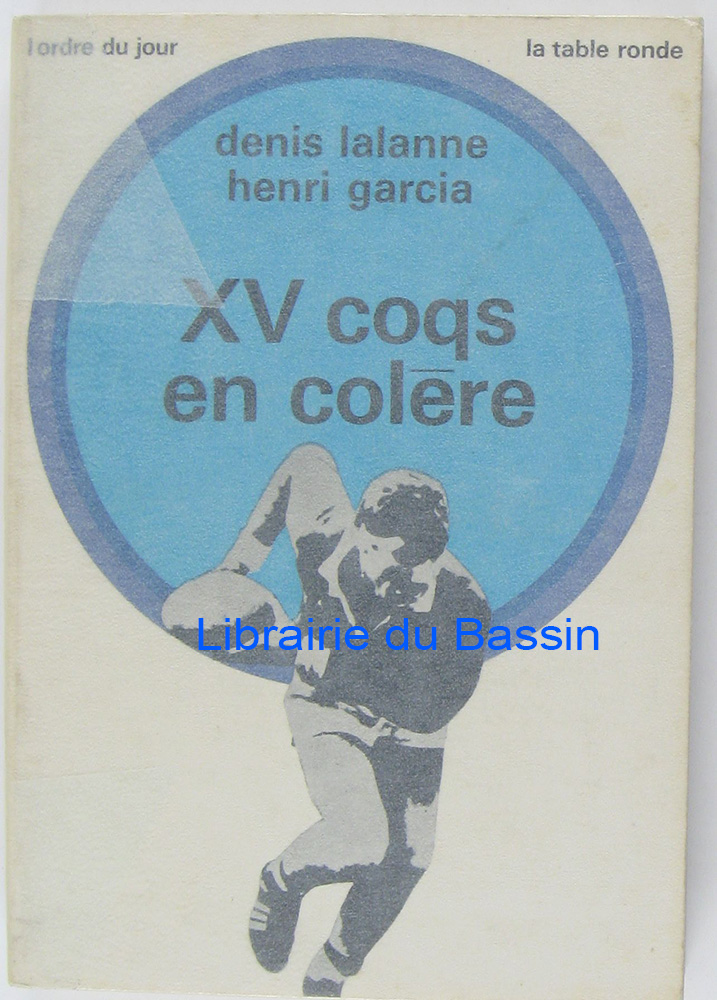 l'ordre du jour
la table ronde
denis lalanne
henri garcia
XV coqs
en colère
Librairie du Bassin